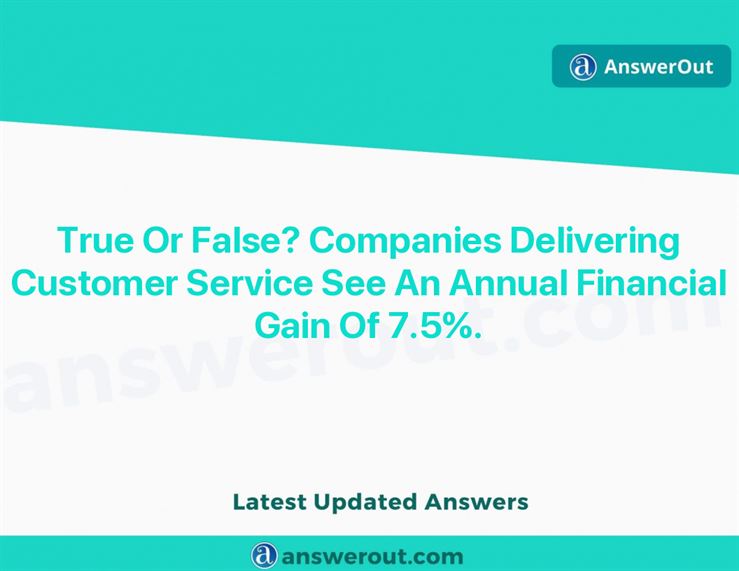 AnswerOut
True Or False? Companies Delivering
Customer Service See An Annual Financial
Gain Of 7.5%.
answerout.com
Latest Updated Answers
answerout.com